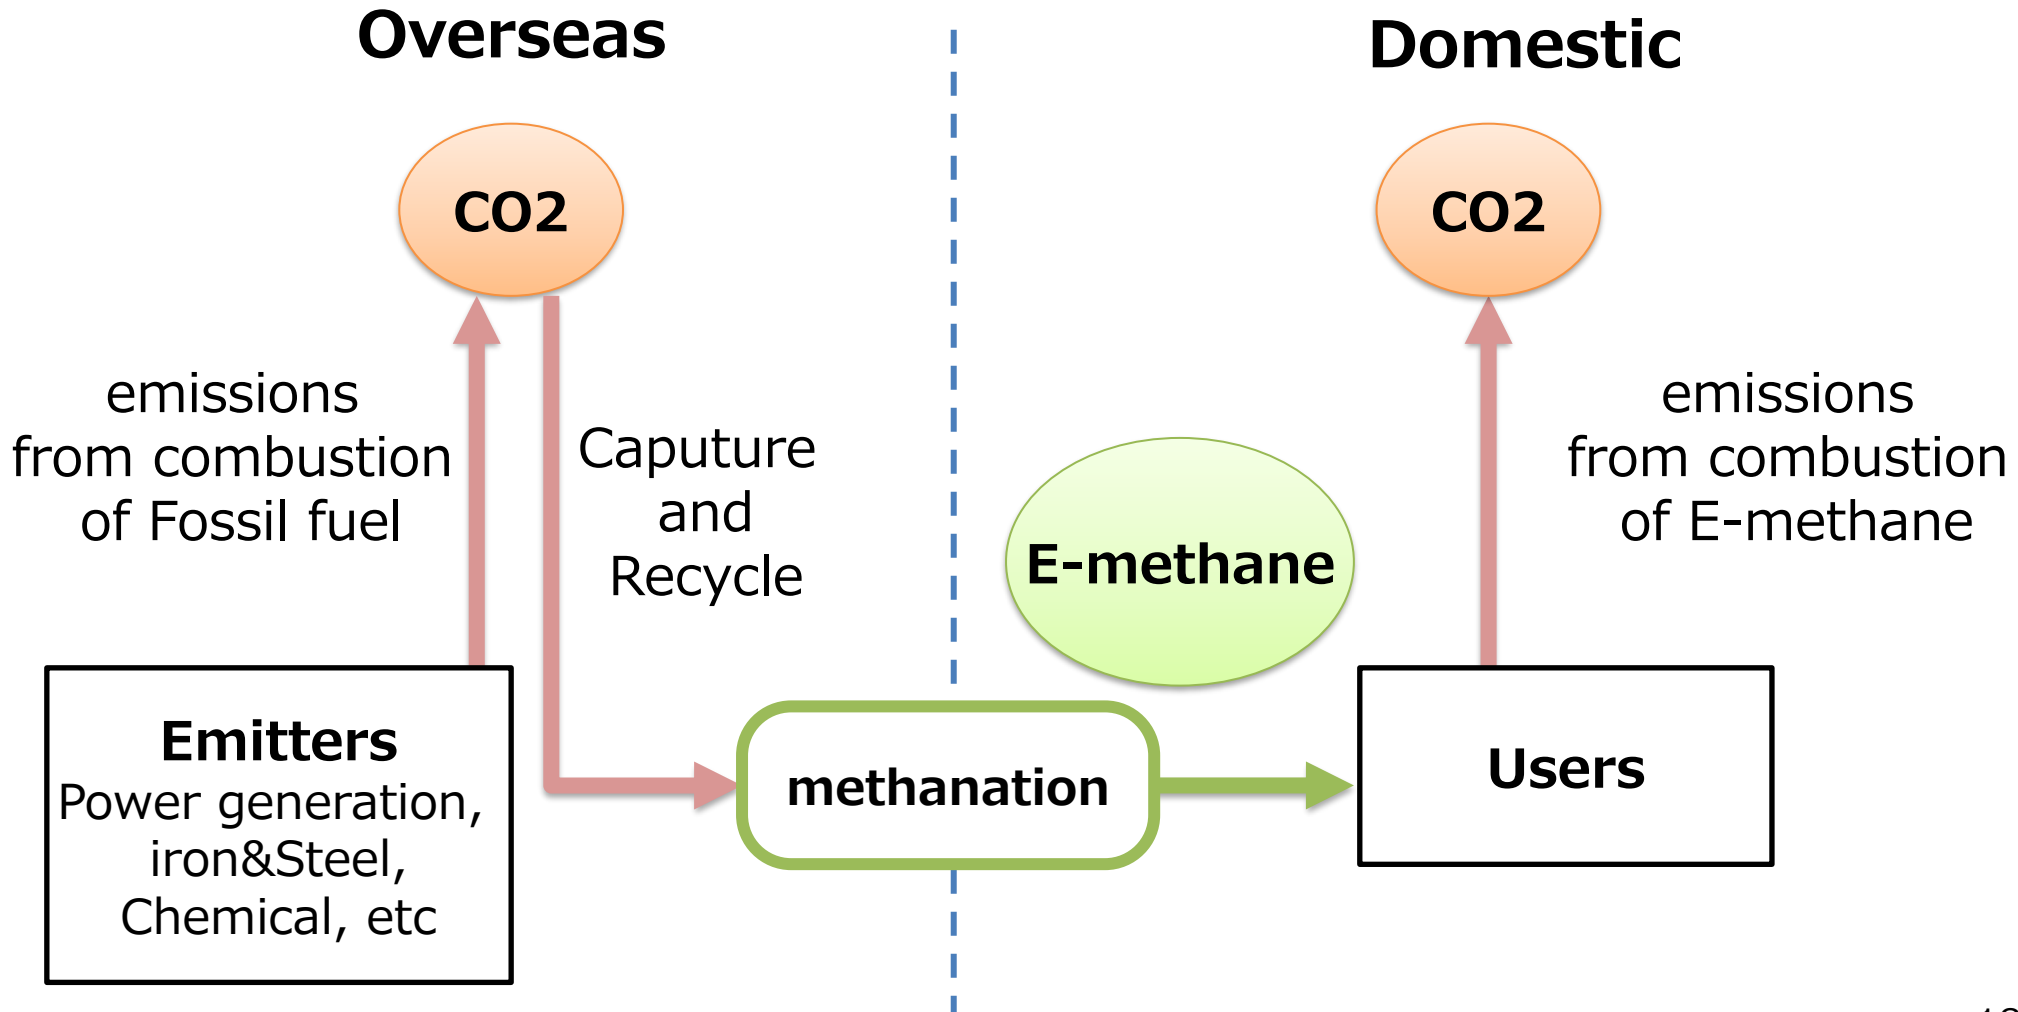 Overseas
Domestic
CO2
CO2
emissions
from combustion
of Fossil fuel
Caputure
and
Recycle
E-methane
emissions
from combustion
of E-methane
Emitters
Power generation,
iron&Steel,
Chemical, etc
methanation
Users